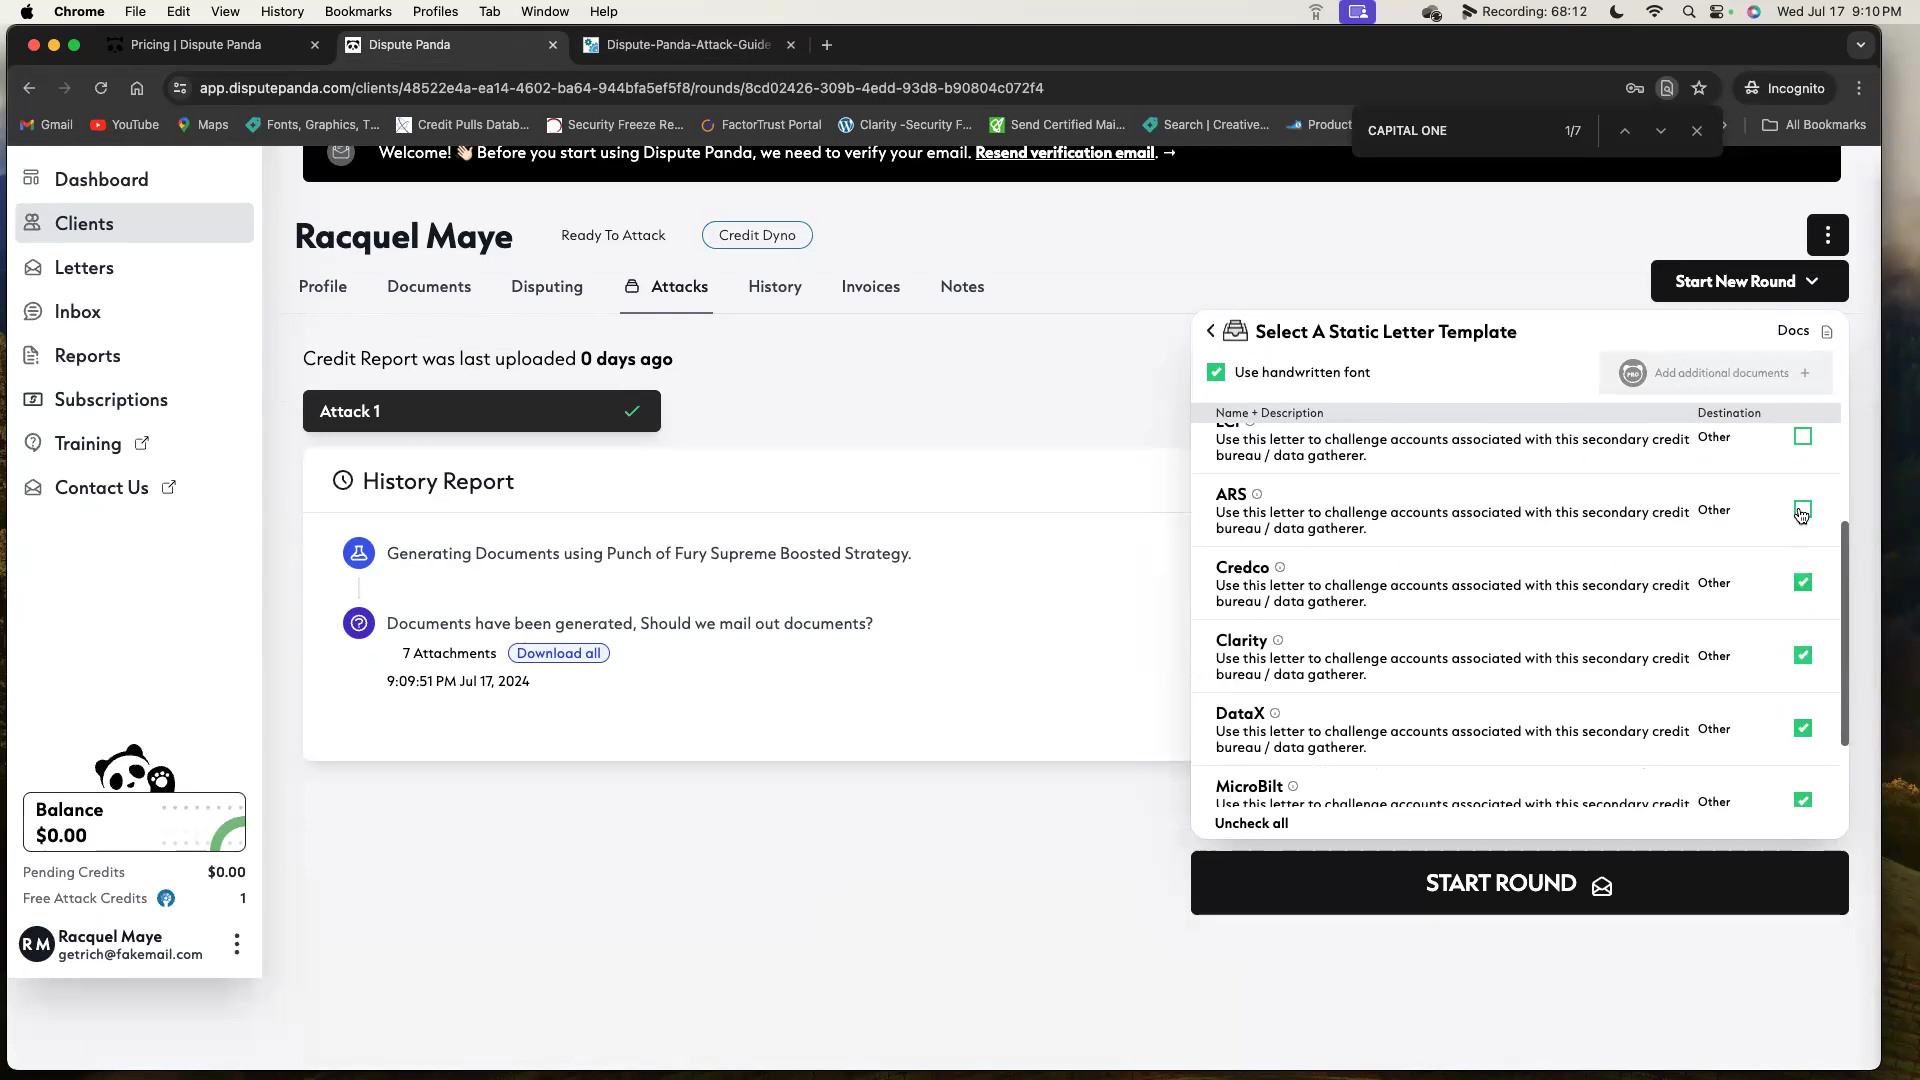 Chrome File Edit View History Bookmarks Profiles Tab Window Help Recording: 68:12 Wed Jul 17 9:10 PM
Pricing | Dispute Panda Dispute Panda Dispute-Panda-Attack-Guide
app.disputepanda.com/clients/48522e4a-ea14-4602-ba64-944bfa5ef5f8/rounds/8cd02426-309b-4edd-93d8-b90804c072f4 Incognito
Gmail YouTube Maps Fonts, Graphics, T... Credit Pulls Datab... Security Freeze Re... FactorTrust Portal Clarity -Security F... Send Certified Mai... Search | Creative... Product All Bookmarks
CAPITAL ONE 1/7
Welcome! 👋🏻 Before you start using Dispute Panda, we need to verify your email. Resend verification email. →
Dashboard
Clients
Letters
Inbox
Reports
Subscriptions
Training
Contact Us
Balance
$0.00
Pending Credits $0.00
Free Attack Credits 1
RM Racquel Maye
getrich@fakemail.com
Racquel Maye Ready To Attack Credit Dyno
Profile Documents Disputing Attacks History Invoices Notes
Start New Round
Credit Report was last uploaded 0 days ago
Attack 1
History Report
Generating Documents using Punch of Fury Supreme Boosted Strategy.
Documents have been generated, Should we mail out documents?
7 Attachments Download all
9:09:51 PM Jul 17, 2024
Select A Static Letter Template Docs
Use handwritten font PRO Add additional documents +
Name + Description Destination
Use this letter to challenge accounts associated with this secondary credit Other
bureau / data gatherer.
ARS
Use this letter to challenge accounts associated with this secondary credit Other
bureau / data gatherer.
Credco
Use this letter to challenge accounts associated with this secondary credit Other
bureau / data gatherer.
Clarity
Use this letter to challenge accounts associated with this secondary credit Other
bureau / data gatherer.
DataX
Use this letter to challenge accounts associated with this secondary credit Other
bureau / data gatherer.
MicroBilt
Use this letter to challenge accounts associated with this secondary credit Other
Uncheck all
START ROUND